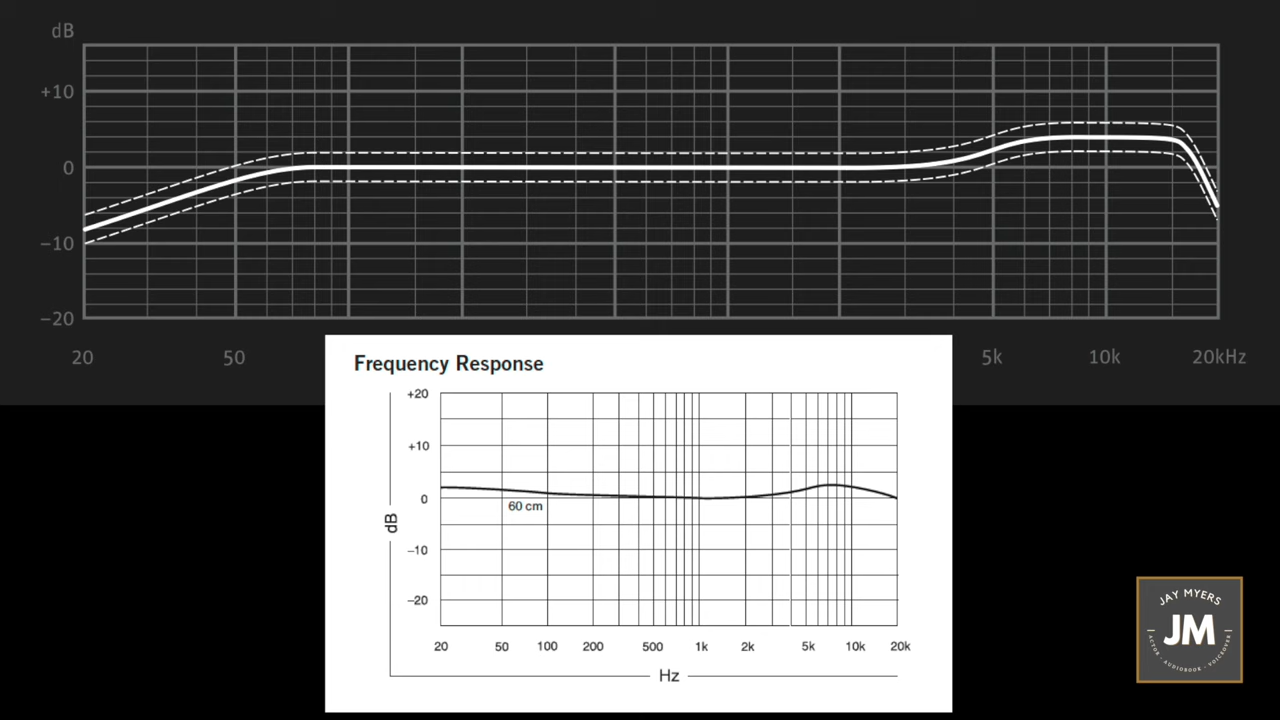 dB
+10
0
−10
−20
20 50 5k 10k 20kHz
Frequency Response
+20
+10
0
−10
−20
dB
60 cm
20 50 100 200 500 1k 2k 5k 10k 20k
Hz
JAY MYERS
JM
ACTOR · AUDIOBOOK · VOICEOVER